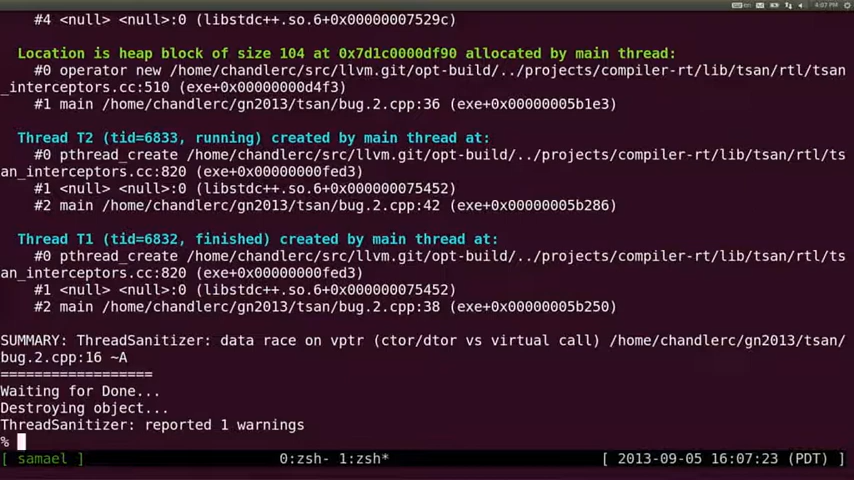 4:07 PM
#4 <null> <null>:0 (libstdc++.so.6+0x00000007529c)
Location is heap block of size 104 at 0x7d1c0000df90 allocated by main thread:
#0 operator new /home/chandlerc/src/llvm.git/opt-build/../projects/compiler-rt/lib/tsan/rtl/tsan
_interceptors.cc:510 (exe+0x00000000d4f3)
#1 main /home/chandlerc/gn2013/tsan/bug.2.cpp:36 (exe+0x00000005b1e3)
Thread T2 (tid=6833, running) created by main thread at:
#0 pthread_create /home/chandlerc/src/llvm.git/opt-build/../projects/compiler-rt/lib/tsan/rtl/ts
an_interceptors.cc:820 (exe+0x00000000fed3)
#1 <null> <null>:0 (libstdc++.so.6+0x000000075452)
#2 main /home/chandlerc/gn2013/tsan/bug.2.cpp:42 (exe+0x00000005b286)
Thread T1 (tid=6832, finished) created by main thread at:
#0 pthread_create /home/chandlerc/src/llvm.git/opt-build/../projects/compiler-rt/lib/tsan/rtl/ts
an_interceptors.cc:820 (exe+0x00000000fed3)
#1 <null> <null>:0 (libstdc++.so.6+0x000000075452)
#2 main /home/chandlerc/gn2013/tsan/bug.2.cpp:38 (exe+0x00000005b250)
SUMMARY: ThreadSanitizer: data race on vptr (ctor/dtor vs virtual call) /home/chandlerc/gn2013/tsan/
bug.2.cpp:16 ~A
==================
Waiting for Done...
Destroying object...
ThreadSanitizer: reported 1 warnings
%
[ samael ] 0:zsh- 1:zsh* [ 2013-09-05 16:07:23 (PDT) ]